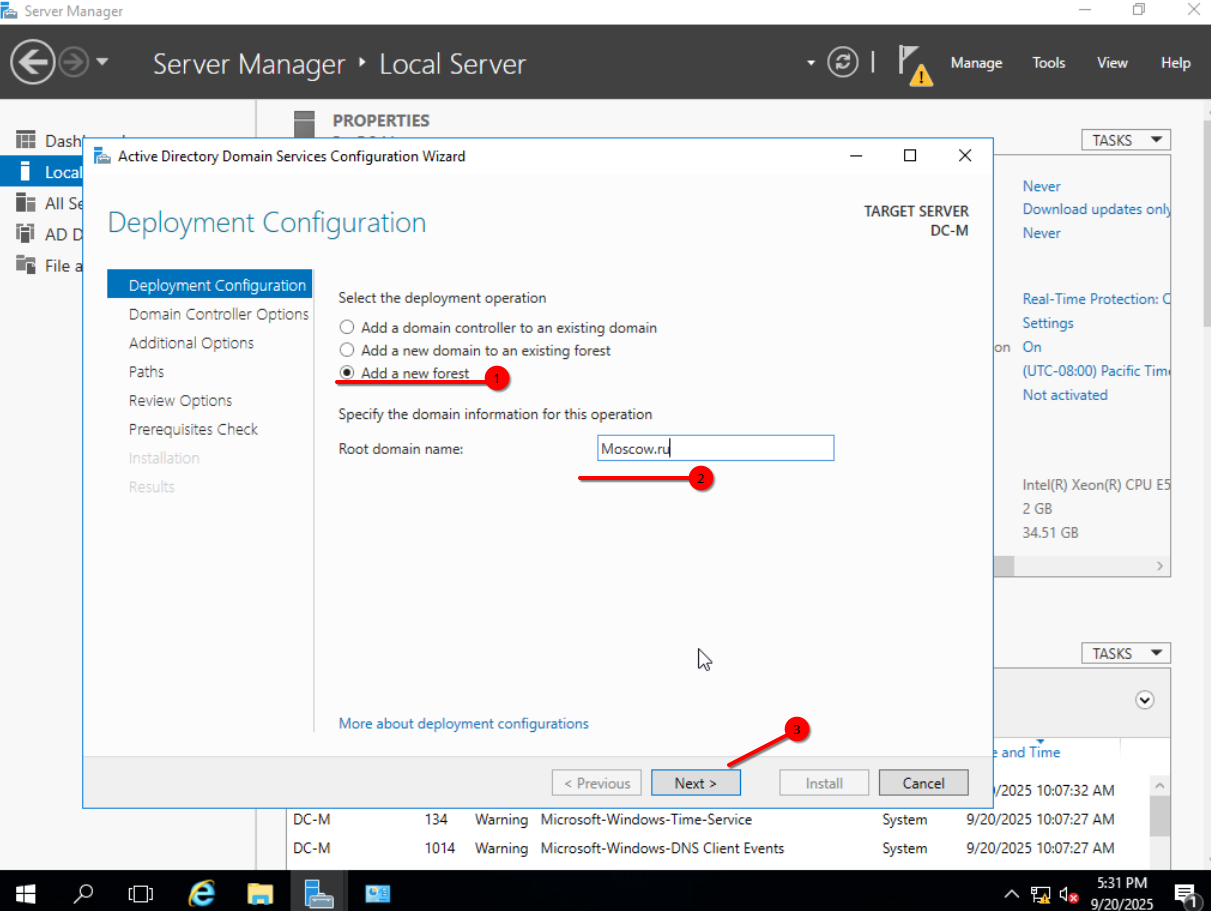 Server Manager
Server Manager ‣ Local Server
Manage Tools View Help
PROPERTIES
TASKS
Dash
Local
All Se
AD D
File a
Active Directory Domain Services Configuration Wizard
Deployment Configuration
TARGET SERVER
DC-M
Deployment Configuration
Domain Controller Options
Additional Options
Paths
Review Options
Prerequisites Check
Installation
Results
Select the deployment operation
Add a domain controller to an existing domain
Add a new domain to an existing forest
Add a new forest
1
Specify the domain information for this operation
Root domain name: Moscow.ru
2
More about deployment configurations
3
< Previous Next > Install Cancel
Never
Download updates only
Never
Real-Time Protection: C
Settings
on On
(UTC-08:00) Pacific Time
Not activated
Intel(R) Xeon(R) CPU E5
2 GB
34.51 GB
TASKS
e and Time
/2025 10:07:32 AM
DC-M 134 Warning Microsoft-Windows-Time-Service System 9/20/2025 10:07:27 AM
DC-M 1014 Warning Microsoft-Windows-DNS Client Events System 9/20/2025 10:07:27 AM
5:31 PM
9/20/2025
1